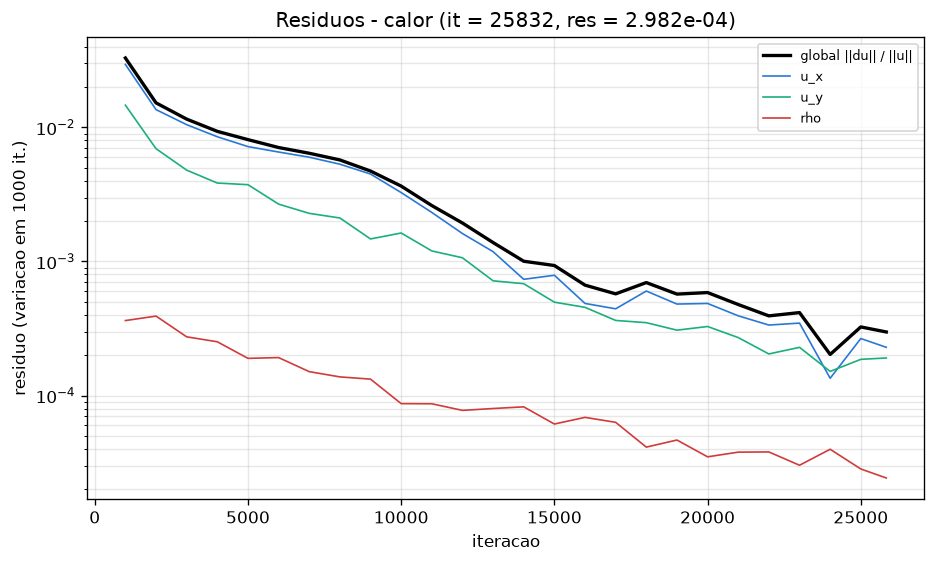 Residuos - calor (it = 25832, res = 2.982e-04)
residuo (variacao em 1000 it.)
10⁻²
10⁻³
10⁻⁴
global ||du|| / ||u||
u_x
u_y
rho
0 5000 10000 15000 20000 25000
iteracao